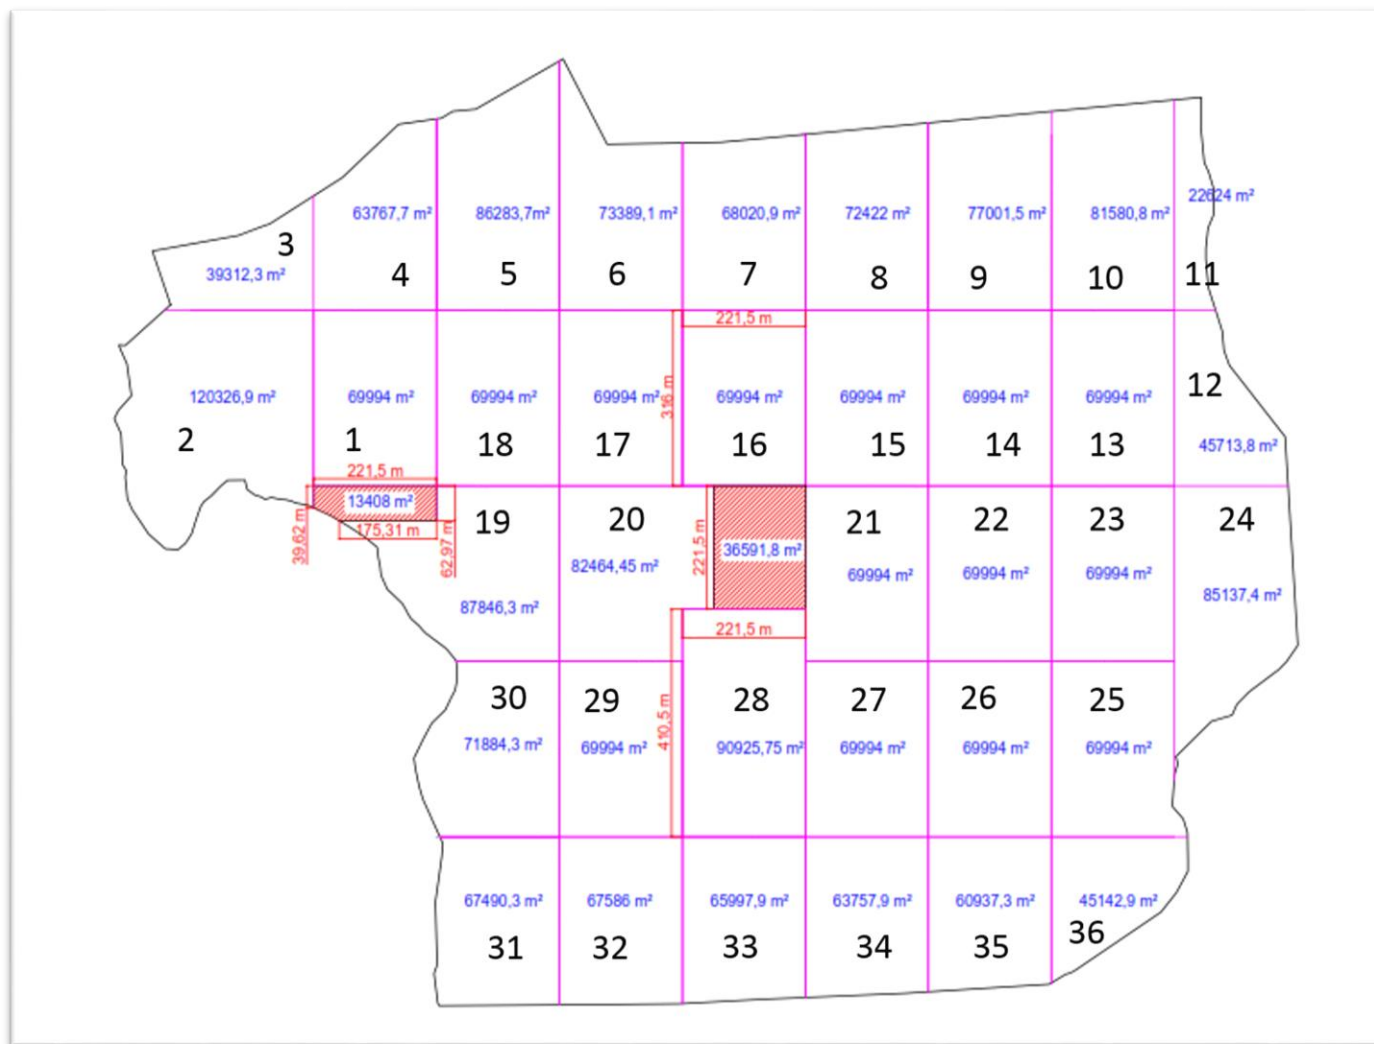 63767,7 m²
86283,7m²
73389,1 m²
68020,9 m²
72422 m²
77001,5 m²
81580,8 m²
22624 m²
3
39312,3 m²
4
5
6
7
8
9
10
11
221,5 m
316 m
120326,9 m²
69994 m²
69994 m²
69994 m²
69994 m²
69994 m²
69994 m²
69994 m²
12
2
1
18
17
16
15
14
13
45713,8 m²
221,5 m
13408 m²
39,62 m
175,31 m
62,97 m
19
20
221,5 m
36591,8 m²
21
22
23
24
82464,45 m²
69994 m²
69994 m²
69994 m²
87846,3 m²
85137,4 m²
221,5 m
30
29
410,5 m
28
27
26
25
71884,3 m²
69994 m²
90925,75 m²
69994 m²
69994 m²
69994 m²
67490,3 m²
67586 m²
65997,9 m²
63757,9 m²
60937,3 m²
45142,9 m²
31
32
33
34
35
36